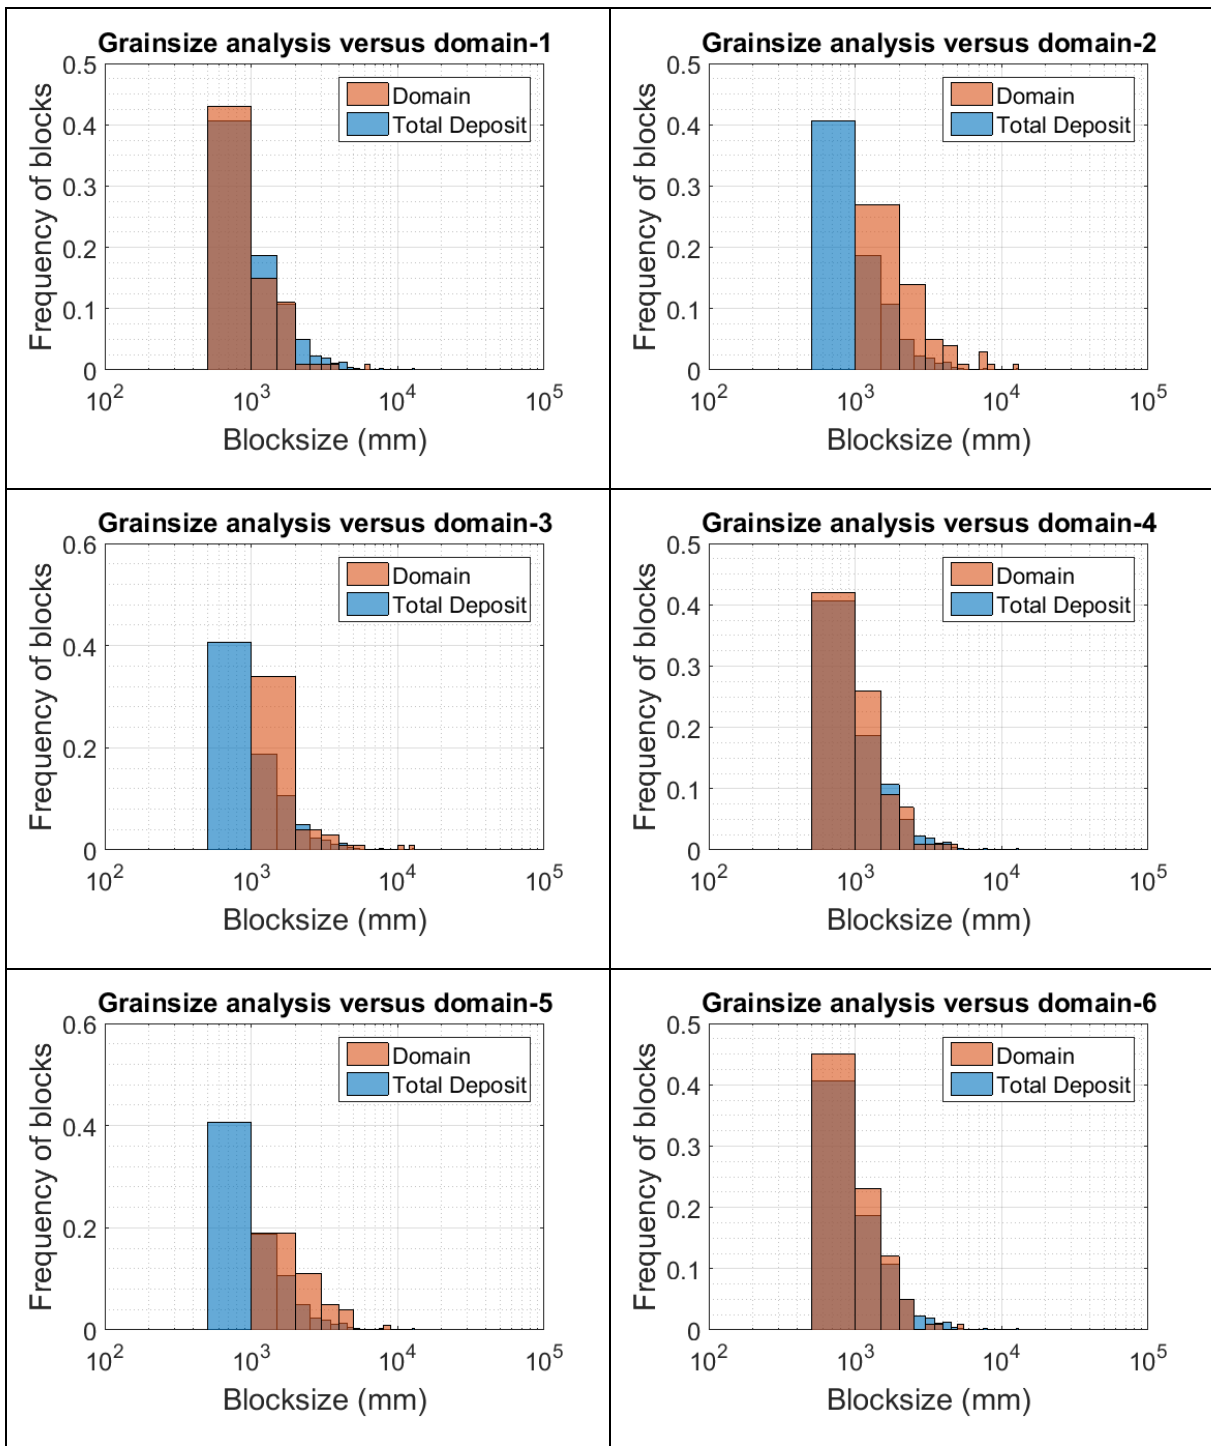 Grainsize analysis versus domain-1
Frequency of blocks
0.5
0.4
0.3
0.2
0.1
0
Domain
Total Deposit
10^2 10^3 10^4 10^5
Blocksize (mm)
Grainsize analysis versus domain-2
Frequency of blocks
0.5
0.4
0.3
0.2
0.1
0
Domain
Total Deposit
10^2 10^3 10^4 10^5
Blocksize (mm)
Grainsize analysis versus domain-3
Frequency of blocks
0.6
0.4
0.2
0
Domain
Total Deposit
10^2 10^3 10^4 10^5
Blocksize (mm)
Grainsize analysis versus domain-4
Frequency of blocks
0.5
0.4
0.3
0.2
0.1
0
Domain
Total Deposit
10^2 10^3 10^4 10^5
Blocksize (mm)
Grainsize analysis versus domain-5
Frequency of blocks
0.6
0.4
0.2
0
Domain
Total Deposit
10^2 10^3 10^4 10^5
Blocksize (mm)
Grainsize analysis versus domain-6
Frequency of blocks
0.5
0.4
0.3
0.2
0.1
0
Domain
Total Deposit
10^2 10^3 10^4 10^5
Blocksize (mm)